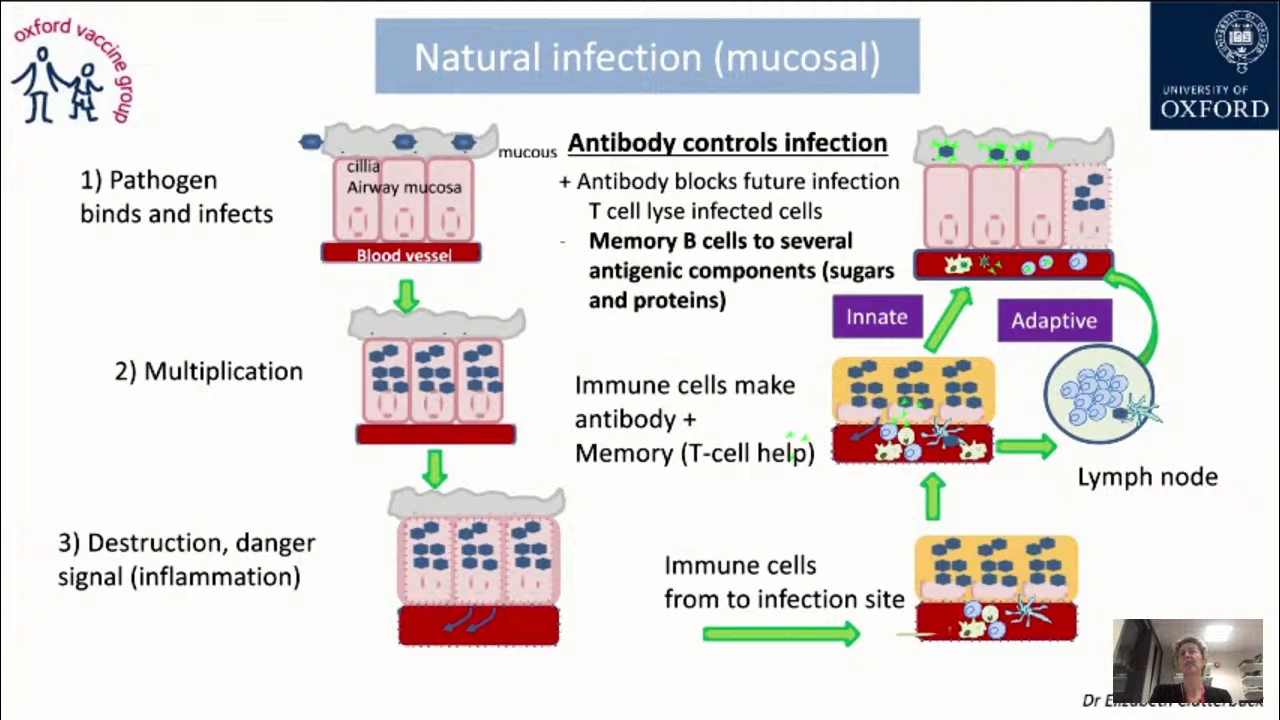 oxford vaccine group
Natural infection (mucosal)
UNIVERSITY OF
OXFORD
1) Pathogen
binds and infects
mucous
cillia
Airway mucosa
Blood vessel
2) Multiplication
3) Destruction, danger
signal (inflammation)
Antibody controls infection
+ Antibody blocks future infection
T cell lyse infected cells
- Memory B cells to several
antigenic components (sugars
and proteins)
Innate
Adaptive
Immune cells make
antibody +
Memory (T-cell help)
Lymph node
Immune cells
from to infection site
Dr